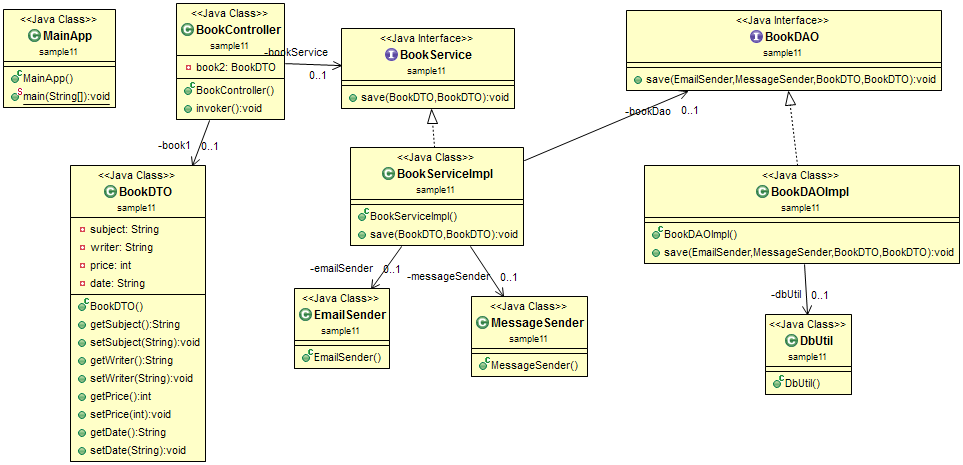 <<Java Class>>
MainApp
sample11
MainApp()
main(String[]):void
<<Java Class>>
BookController
sample11
book2: BookDTO
BookController()
invoker():void
-bookService
0..1
<<Java Interface>>
BookService
sample11
save(BookDTO,BookDTO):void
<<Java Interface>>
BookDAO
sample11
save(EmailSender,MessageSender,BookDTO,BookDTO):void
-bookDao
0..1
-book1
0..1
<<Java Class>>
BookDTO
sample11
subject: String
writer: String
price: int
date: String
BookDTO()
getSubject():String
setSubject(String):void
getWriter():String
setWriter(String):void
getPrice():int
setPrice(int):void
getDate():String
setDate(String):void
<<Java Class>>
BookServiceImpl
sample11
BookServiceImpl()
save(BookDTO,BookDTO):void
<<Java Class>>
BookDAOImpl
sample11
BookDAOImpl()
save(EmailSender,MessageSender,BookDTO,BookDTO):void
-emailSender
0..1
-messageSender
0..1
-dbUtil
0..1
<<Java Class>>
EmailSender
sample11
EmailSender()
<<Java Class>>
MessageSender
sample11
MessageSender()
<<Java Class>>
DbUtil
sample11
DbUtil()